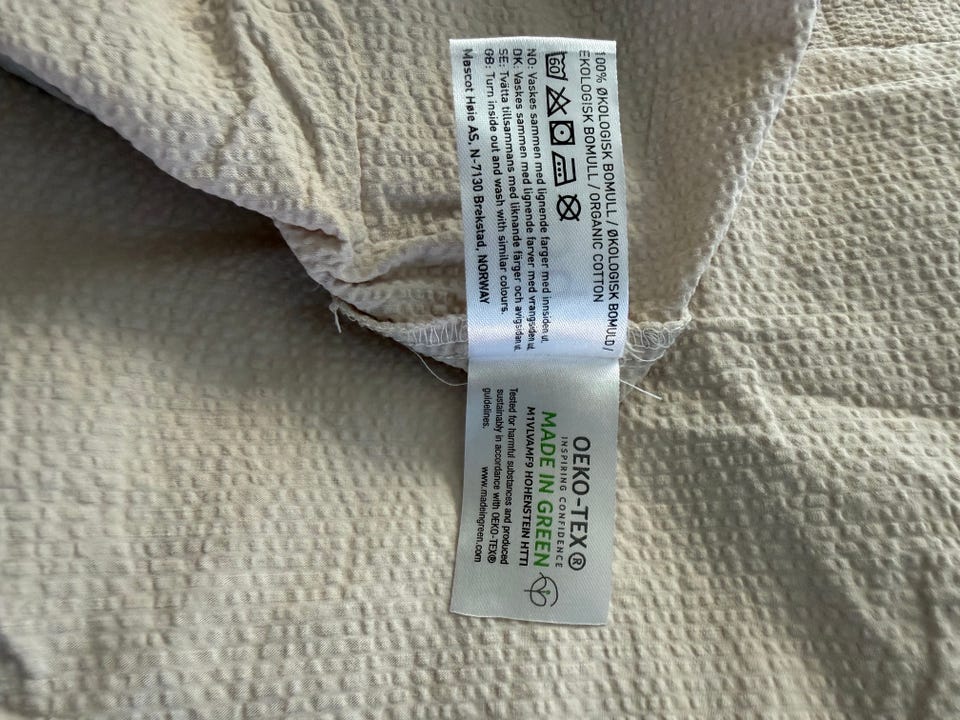 100% ØKOLOGISK BOMULL / ØKOLOGISK BOMULD /
EKOLOGISK BOMULL / ORGANIC COTTON
60
NO: Vaskes sammen med lignende farger med innsiden ut.
DK: Vaskes sammen med lignende farver med vrangsiden ud.
SE: Tvätta tillsammans med liknande färger och avigsidan ut.
GB: Turn inside out and wash with similar colours.
Mascot Høie AS, N-7130 Brekstad, NORWAY
OEKO-TEX®
INSPIRING CONFIDENCE
MADE IN GREEN
M1VLVAMF9 HOHENSTEIN HTTI
Tested for harmful substances and produced
sustainably in accordance with OEKO-TEX®
guidelines. www.madeingreen.com